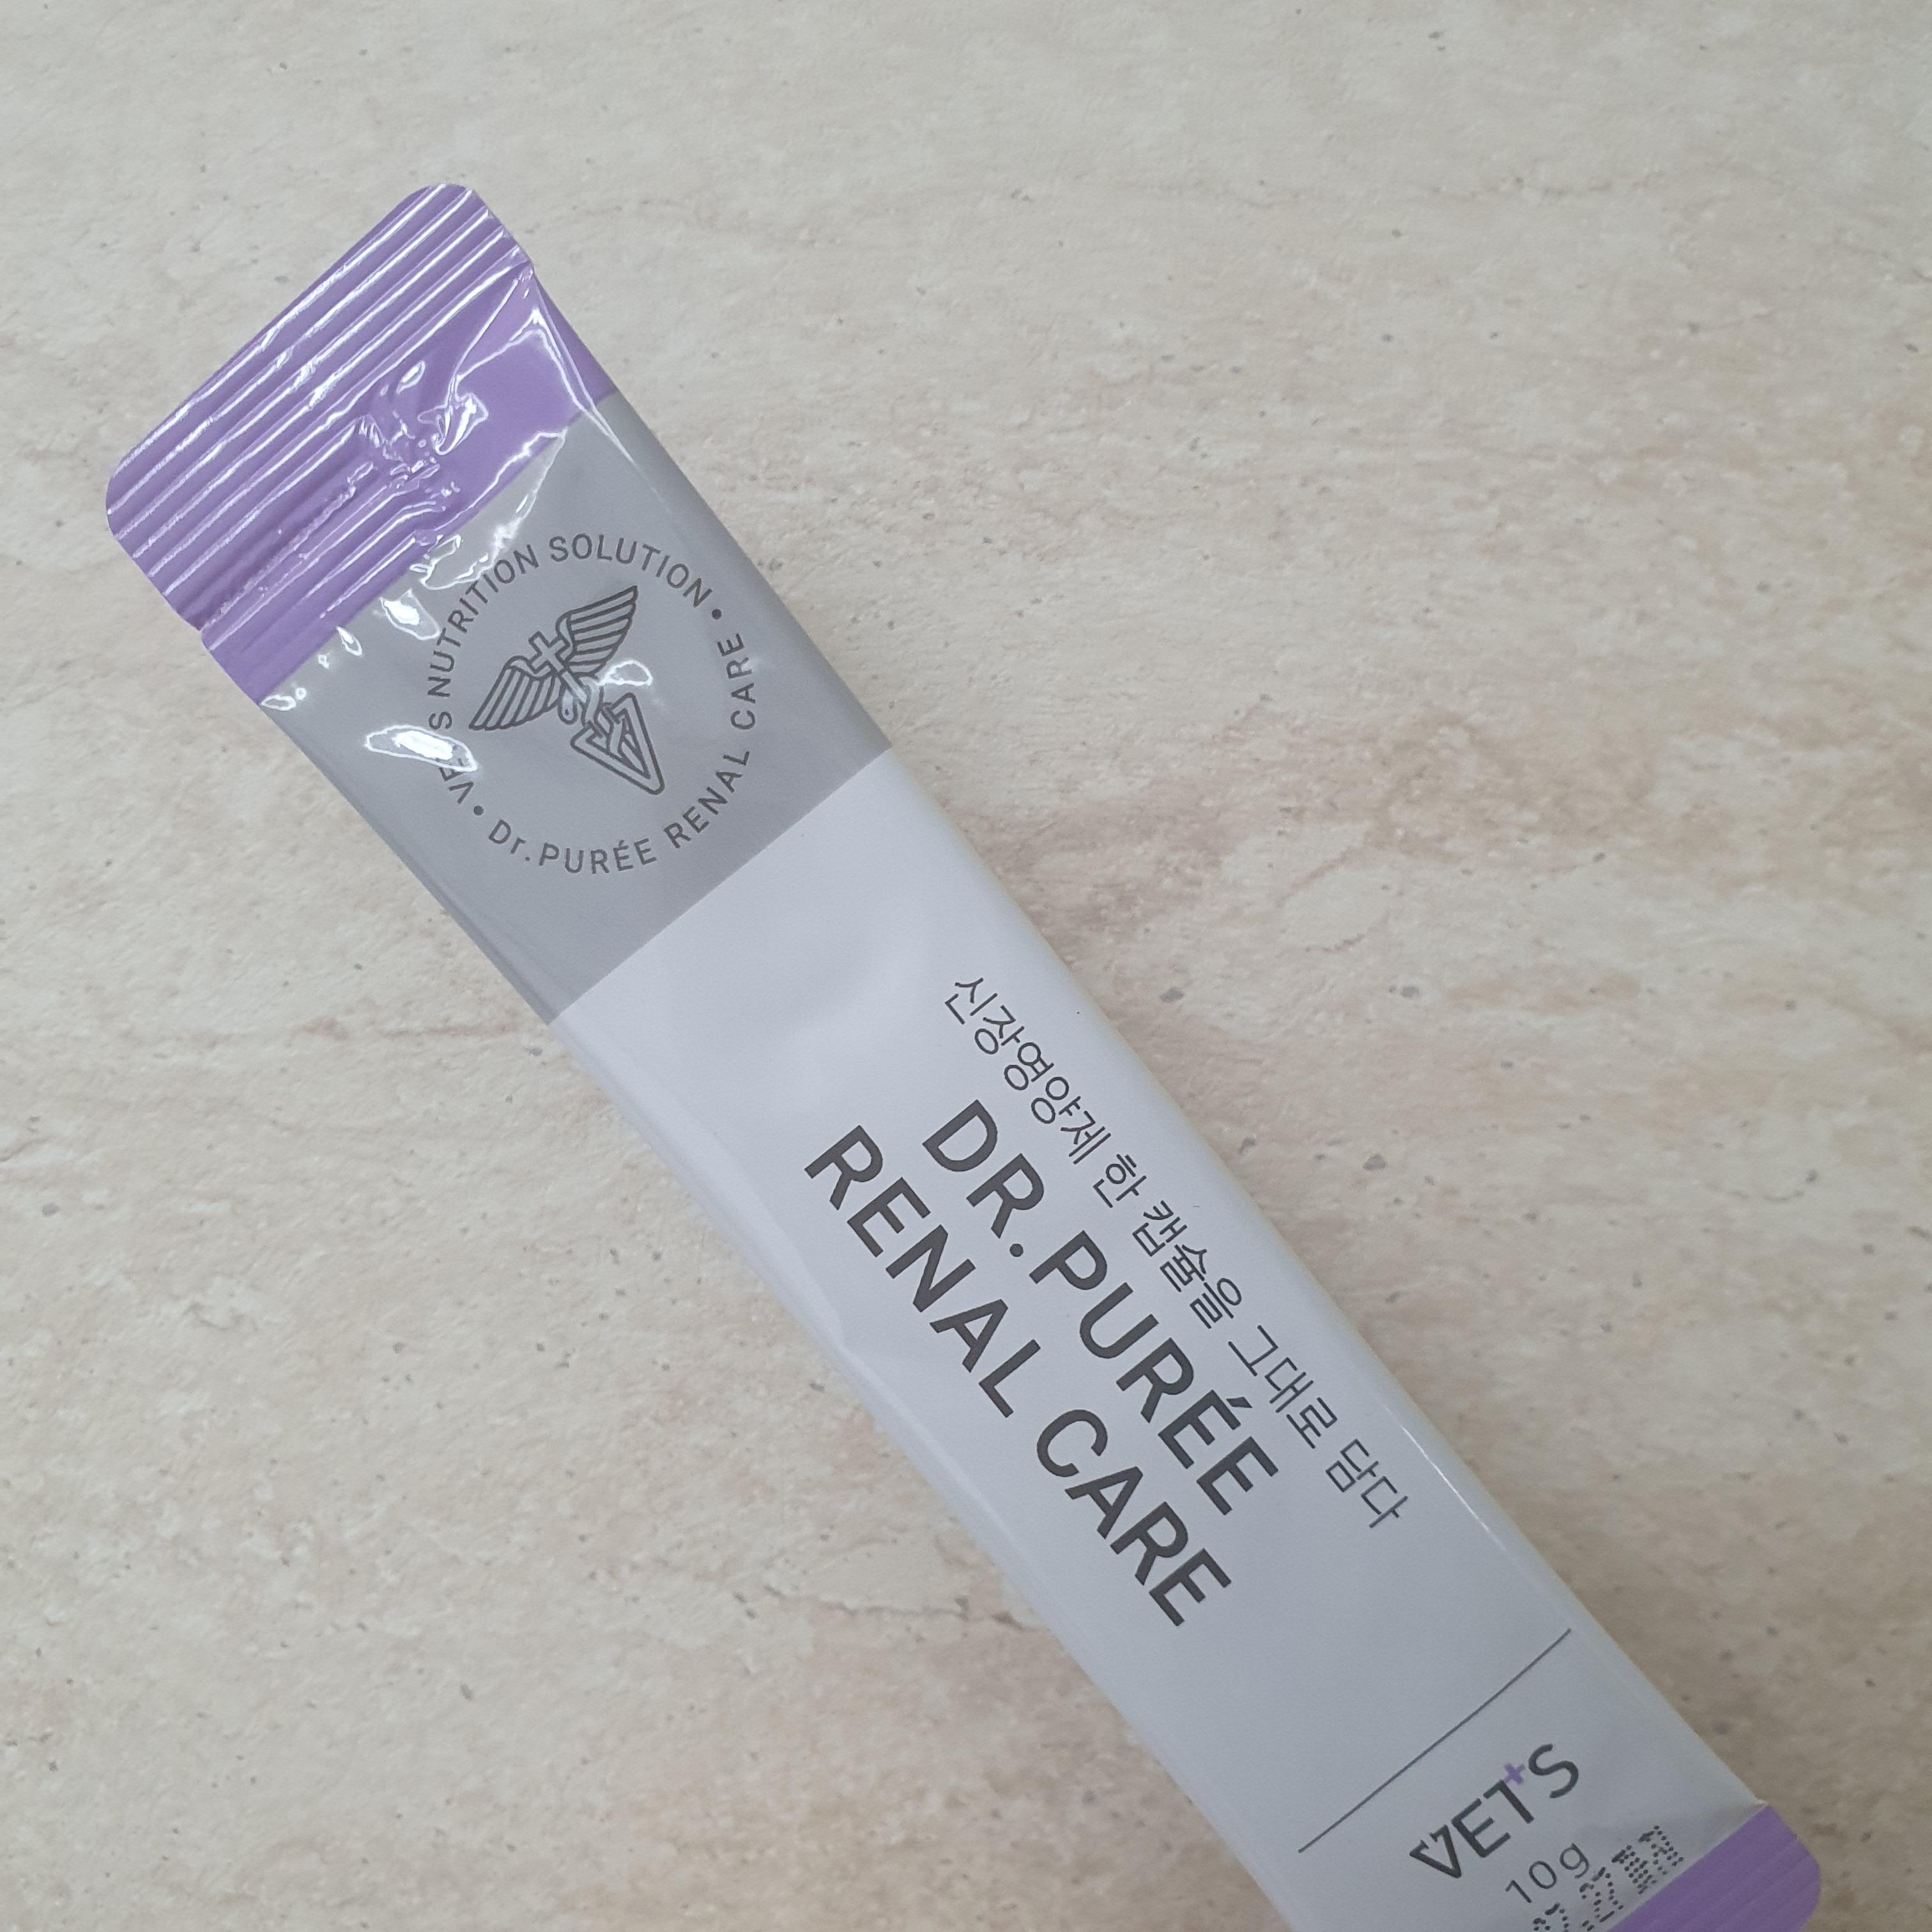 VET'S NUTRITION SOLUTION •
Dr.PURÉE RENAL CARE •
신장영양제 한 캡슐을 그대로 담다
DR.PURÉE
RENAL CARE
VET'S
10g